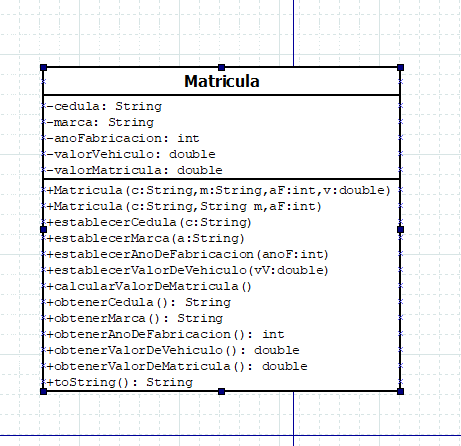 Matricula
-cedula: String
-marca: String
-anoFabricacion: int
-valorVehiculo: double
-valorMatricula: double
+Matricula(c:String,m:String,aF:int,v:double)
+Matricula(c:String,String m,aF:int)
+establecerCedula(c:String)
+establecerMarca(a:String)
+establecerAnoDeFabricacion(anoF:int)
+establecerValorDeVehiculo(vV:double)
+calcularValorDeMatricula()
+obtenerCedula(): String
+obtenerMarca(): String
+obtenerAnoDeFabricacion(): int
+obtenerValorDeVehiculo(): double
+obtenerValorDeMatricula(): double
+toString(): String